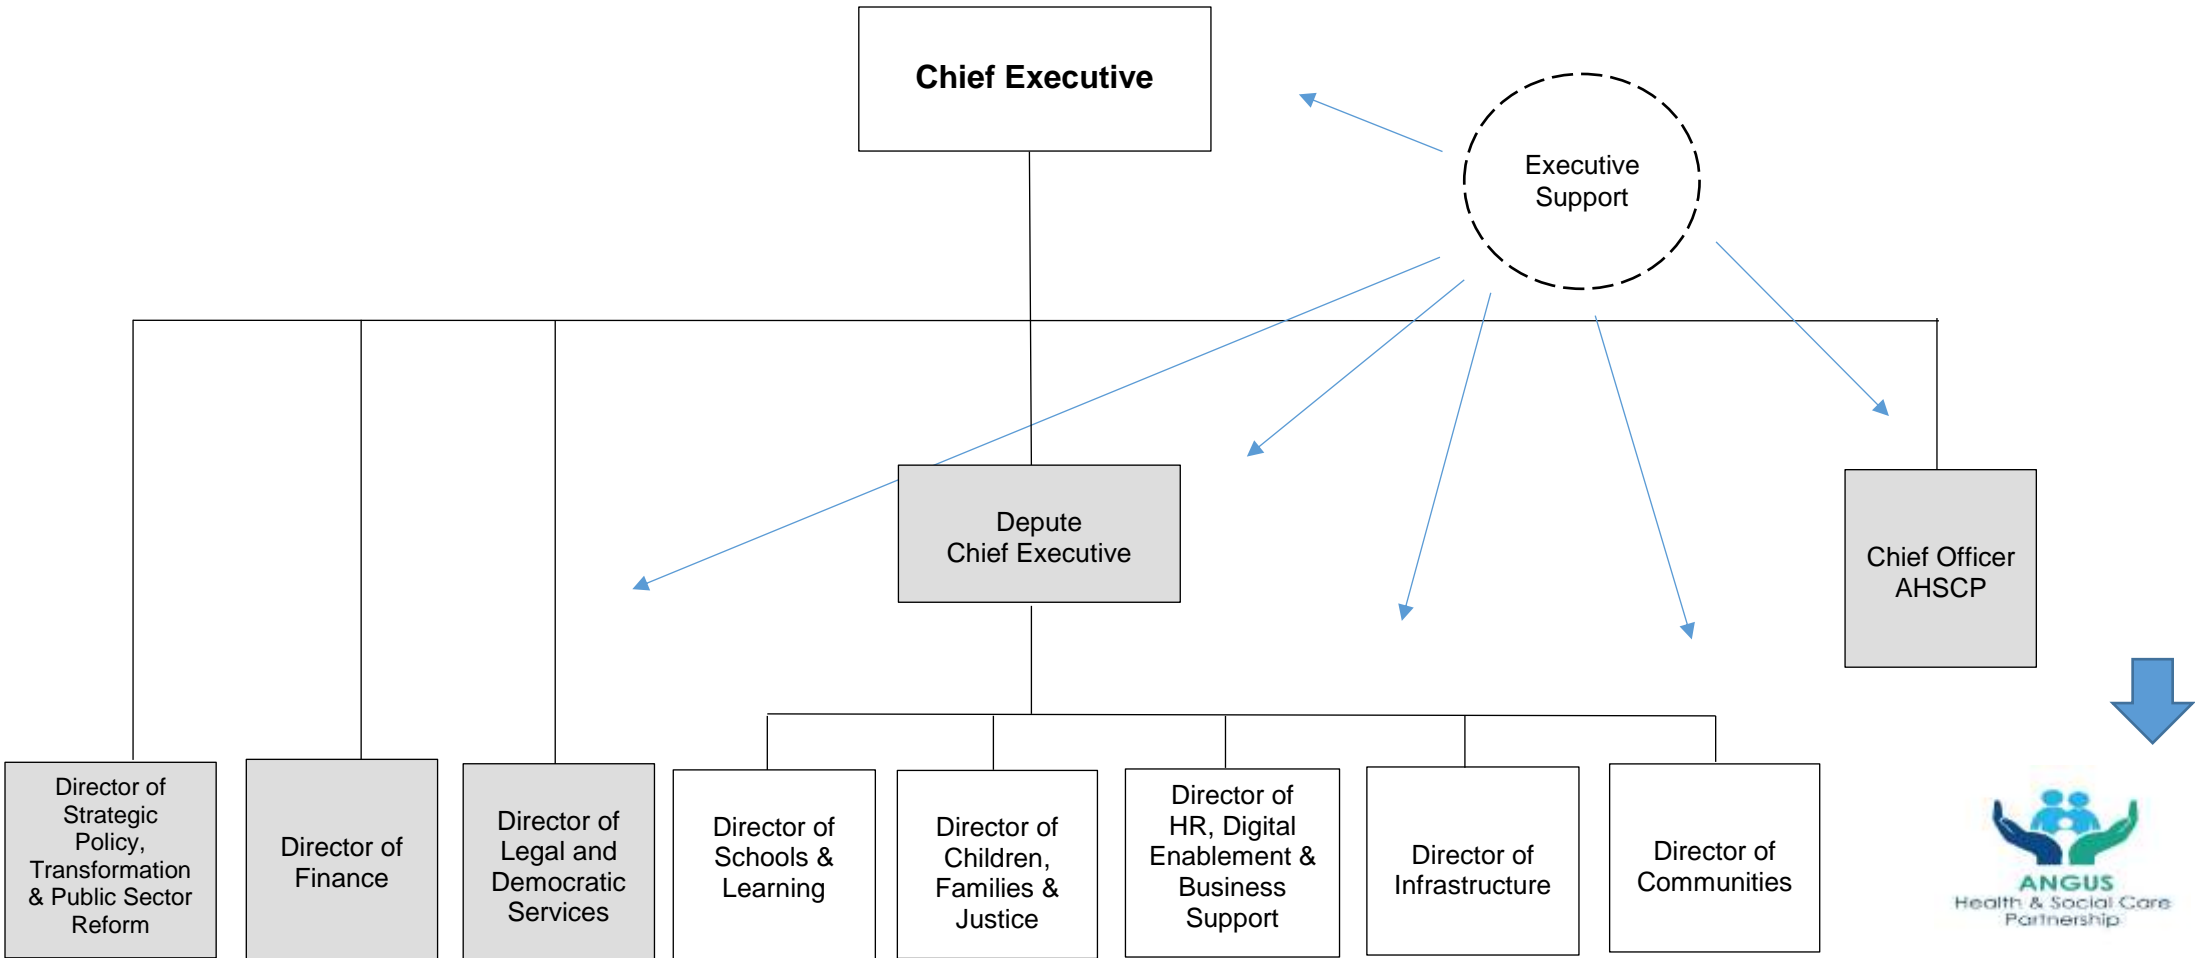 Chief Executive
Executive
Support
Depute
Chief Executive
Chief Officer
AHSCP
Director of
Strategic
Policy,
Transformation
& Public Sector
Reform
Director of
Finance
Director of
Legal and
Democratic
Services
Director of
Schools &
Learning
Director of
Children,
Families &
Justice
Director of
HR, Digital
Enablement &
Business
Support
Director of
Infrastructure
Director of
Communities
ANGUS
Health & Social Care
Partnership